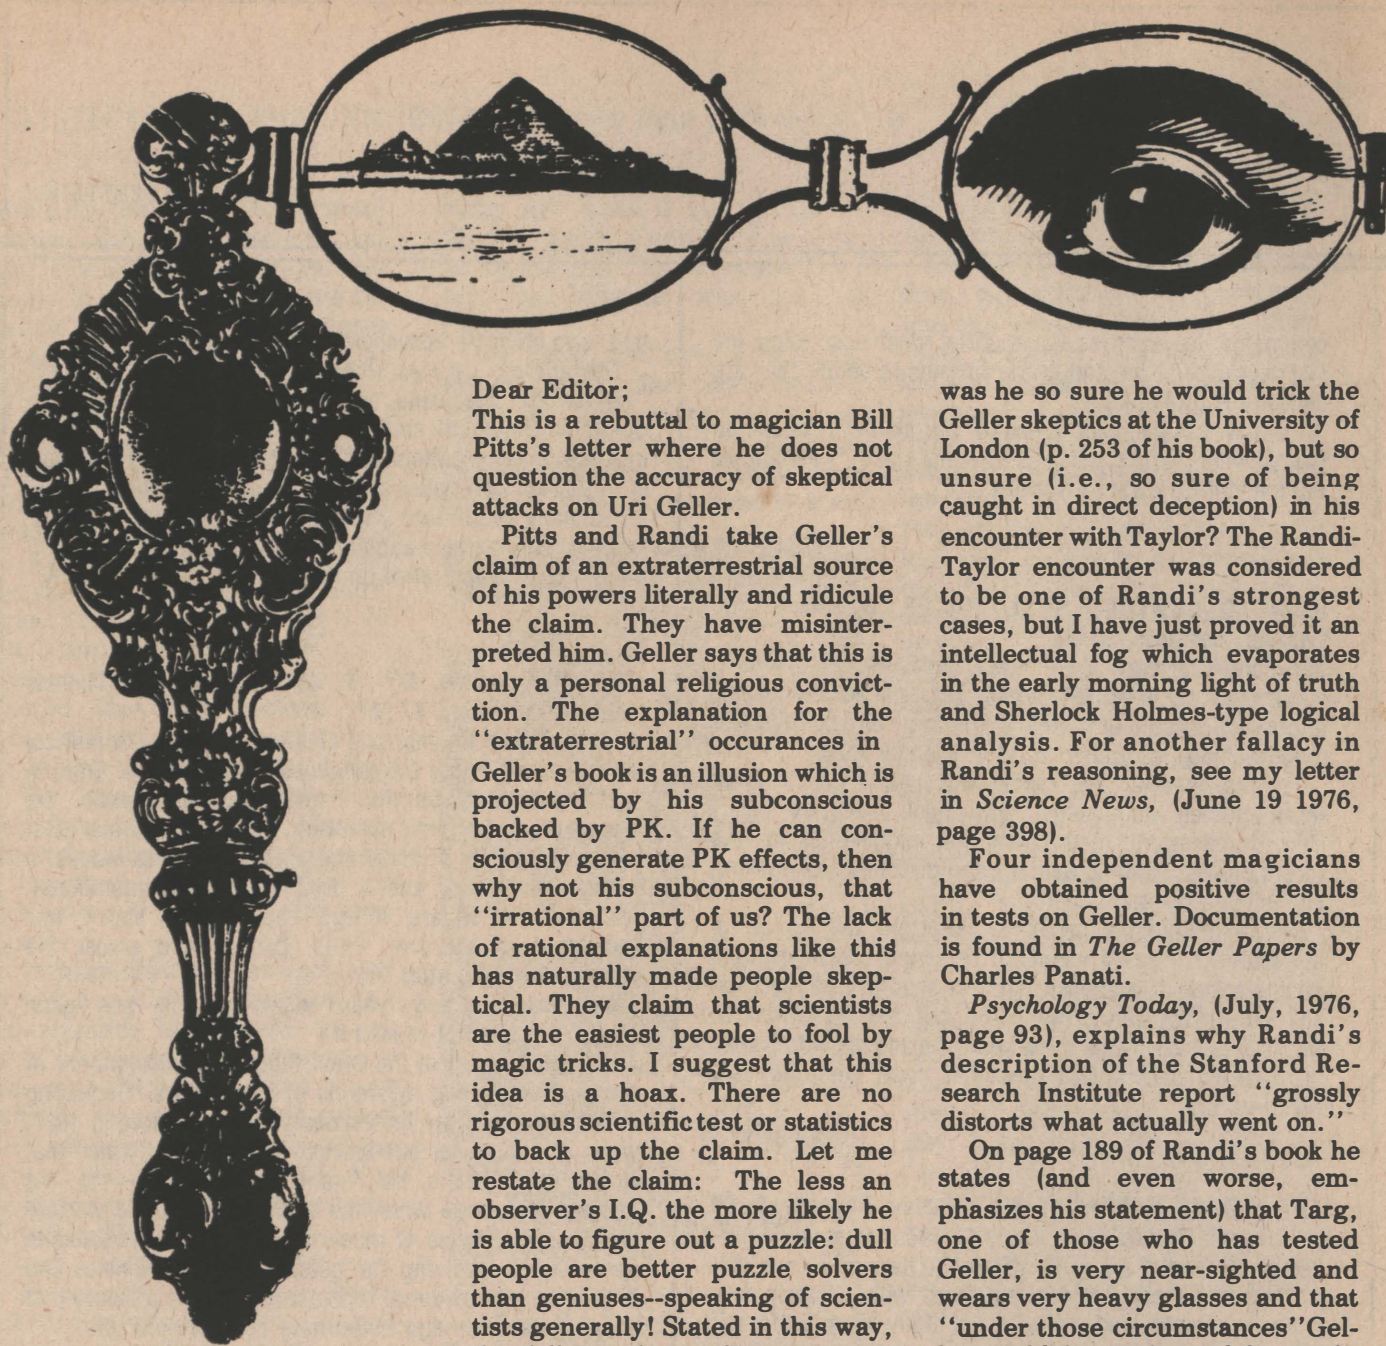 Dear Editor;
This is a rebuttal to magician Bill
Pitts's letter where he does not
question the accuracy of skeptical
attacks on Uri Geller.
Pitts and Randi take Geller's
claim of an extraterrestrial source
of his powers literally and ridicule
the claim. They have misinter-
preted him. Geller says that this is
only a personal religious convict-
tion. The explanation for the
‘‘extraterrestrial’’ occurances in
Geller's book is an illusion which is
projected by his subconscious
backed by PK. If he can con-
sciously generate PK effects, then
why not his subconscious, that
‘‘irrational’’ part of us? The lack
of rational explanations like this
has naturally made people skep-
tical. They claim that scientists
are the easiest people to fool by
magic tricks. I suggest that this
idea is a hoax. There are no
rigorous scientific test or statistics
to back up the claim. Let me
restate the claim: The less an
observer's I.Q. the more likely he
is able to figure out a puzzle: dull
people are better puzzle solvers
than geniuses--speaking of scien-
tists generally! Stated in this way,
was he so sure he would trick the
Geller skeptics at the University of
London (p. 253 of his book), but so
unsure (i.e., so sure of being
caught in direct deception) in his
encounter with Taylor? The Randi-
Taylor encounter was considered
to be one of Randi's strongest
cases, but I have just proved it an
intellectual fog which evaporates
in the early morning light of truth
and Sherlock Holmes-type logical
analysis. For another fallacy in
Randi's reasoning, see my letter
in Science News, (June 19 1976,
page 398).
Four independent magicians
have obtained positive results
in tests on Geller. Documentation
is found in The Geller Papers by
Charles Panati.
Psychology Today, (July, 1976,
page 93), explains why Randi's
description of the Stanford Re-
search Institute report ‘‘grossly
distorts what actually went on.’’
On page 189 of Randi's book he
states (and even worse, em-
phasizes his statement) that Targ,
one of those who has tested
Geller, is very near-sighted and
wears very heavy glasses and that
‘‘under those circumstances’’Gel-